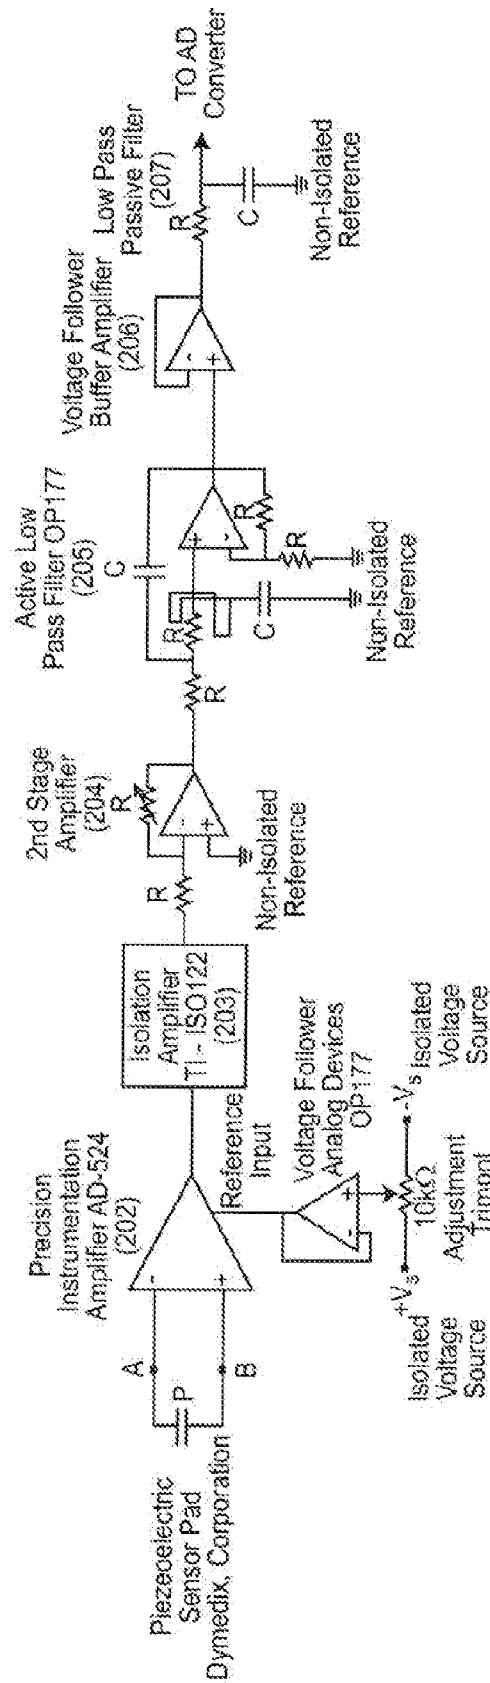 Piezeoelectric
Sensor Pad
Dymedix, Corporation
P
A
B
Precision
Instrumentation
Amplifier AD-524
(202)
-
+
Reference
Input
Voltage Follower
Analog Devices
OP177
-
+
+Vs
-Vs
Isolated
Voltage
Source
10kΩ
Adjustment
Trimpot
Isolated
Voltage
Source
Isolation
Amplifier
TI - ISO122
(203)
R
2nd Stage
Amplifier
(204)
R
-
+
Non-Isolated
Reference
R
Active Low
Pass Filter OP177
(205)
C
R
+
-
R
R
C
Non-Isolated
Reference
Voltage Follower
Buffer Amplifier
(206)
-
+
Low Pass
Passive Filter
(207)
R
C
Non-Isolated
Reference
TO AD
Converter